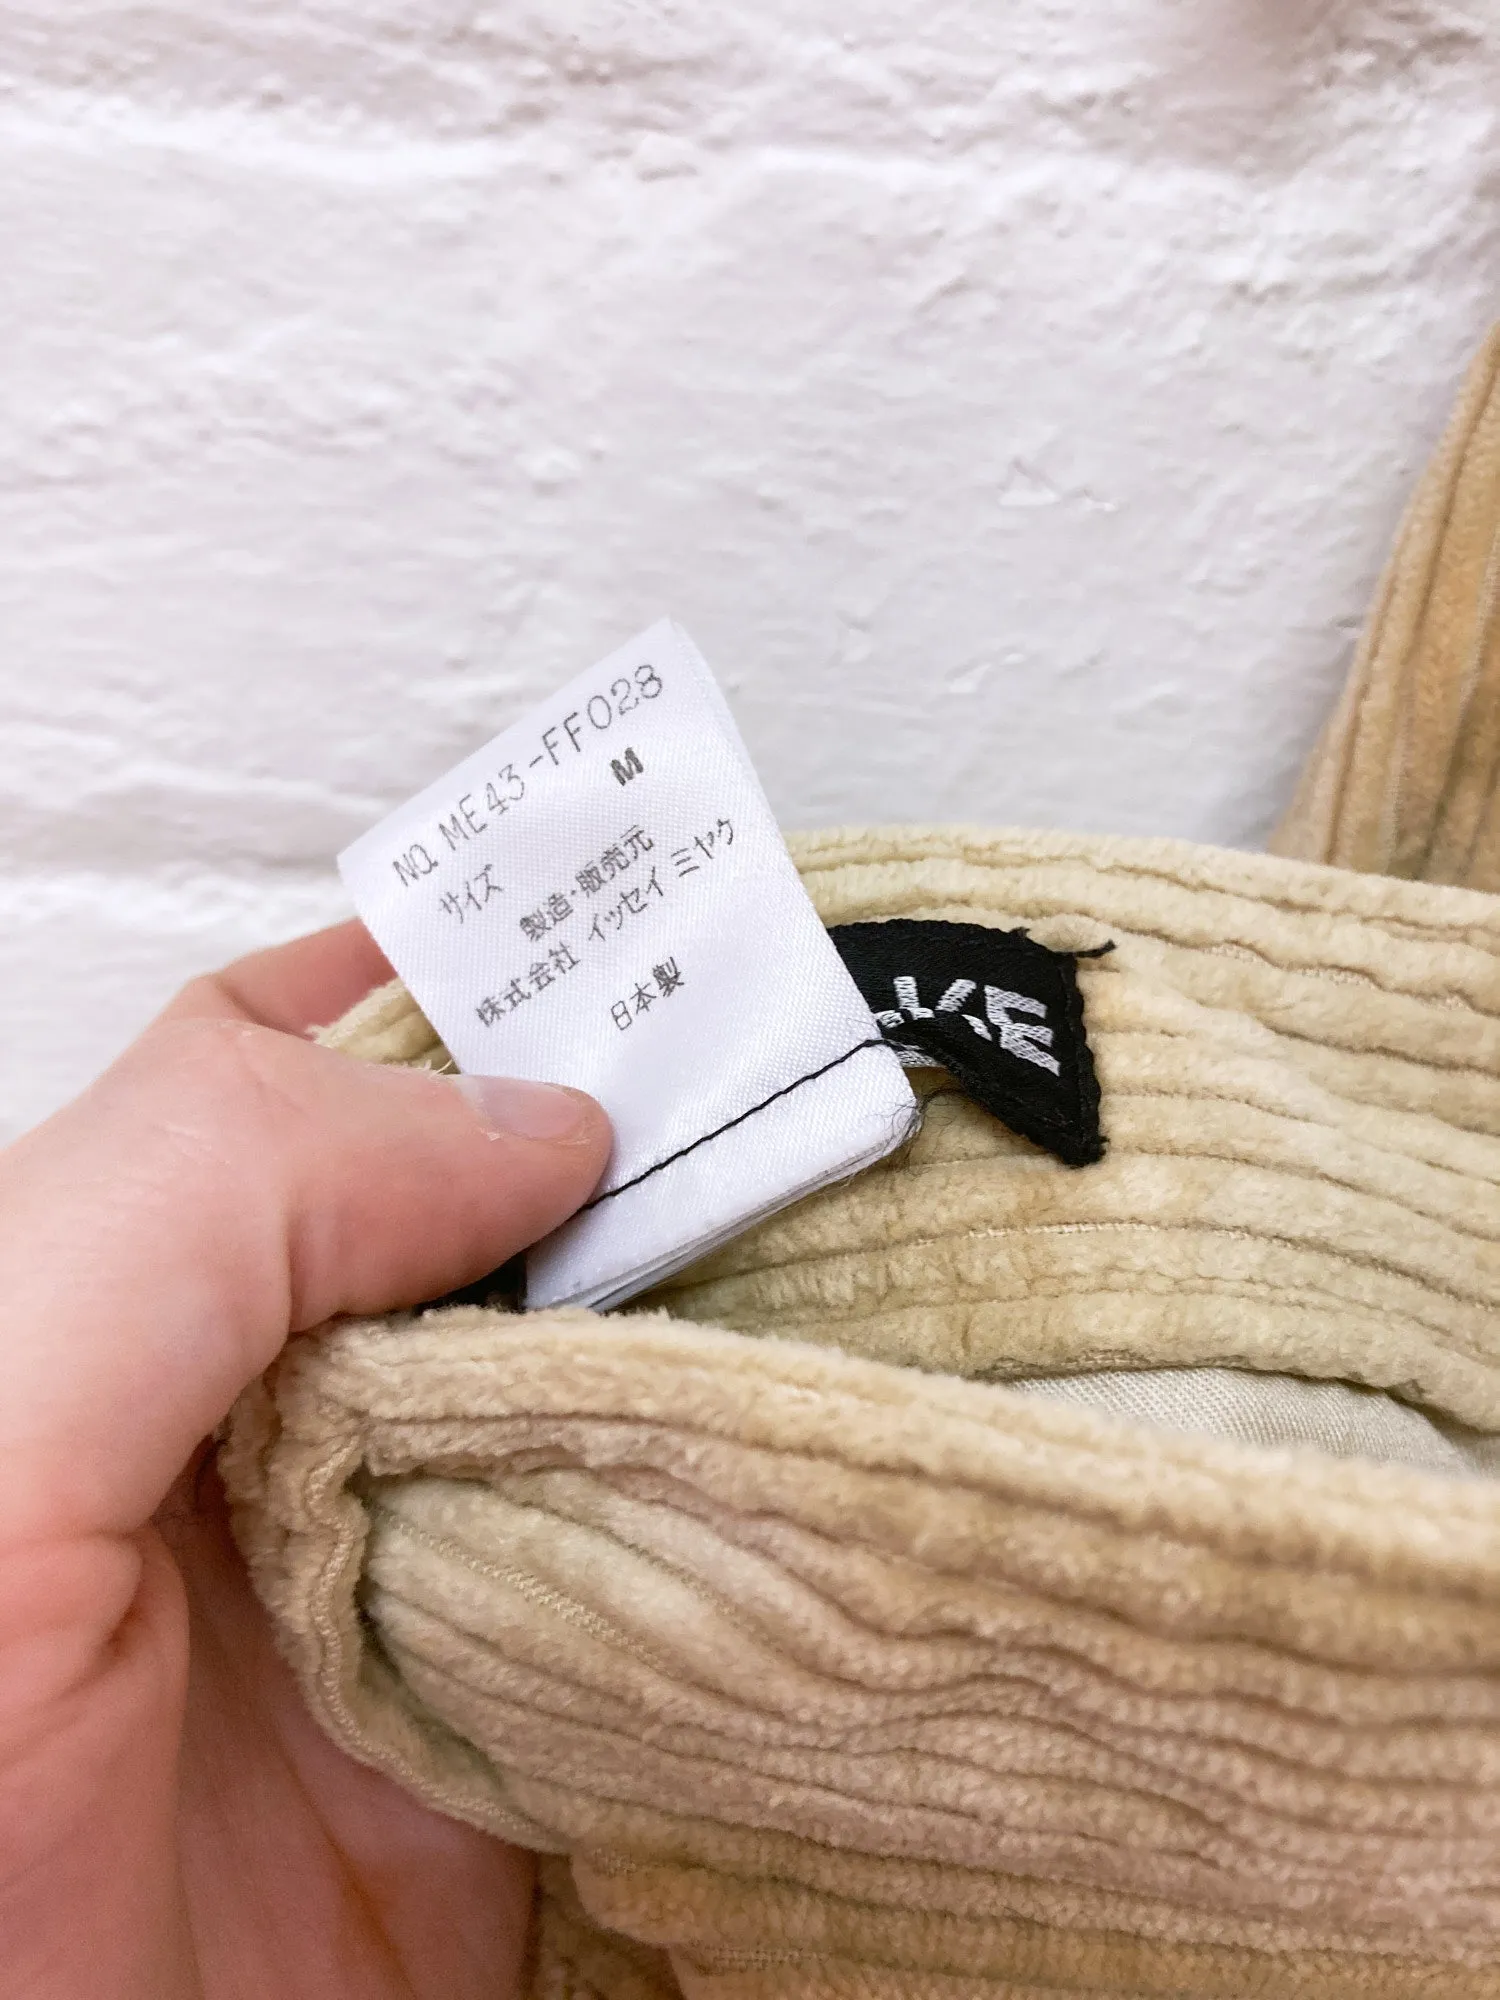 NO. ME43-FF028
サイズ M
製造・販売元
株式会社 イッセイ ミヤケ
日本製